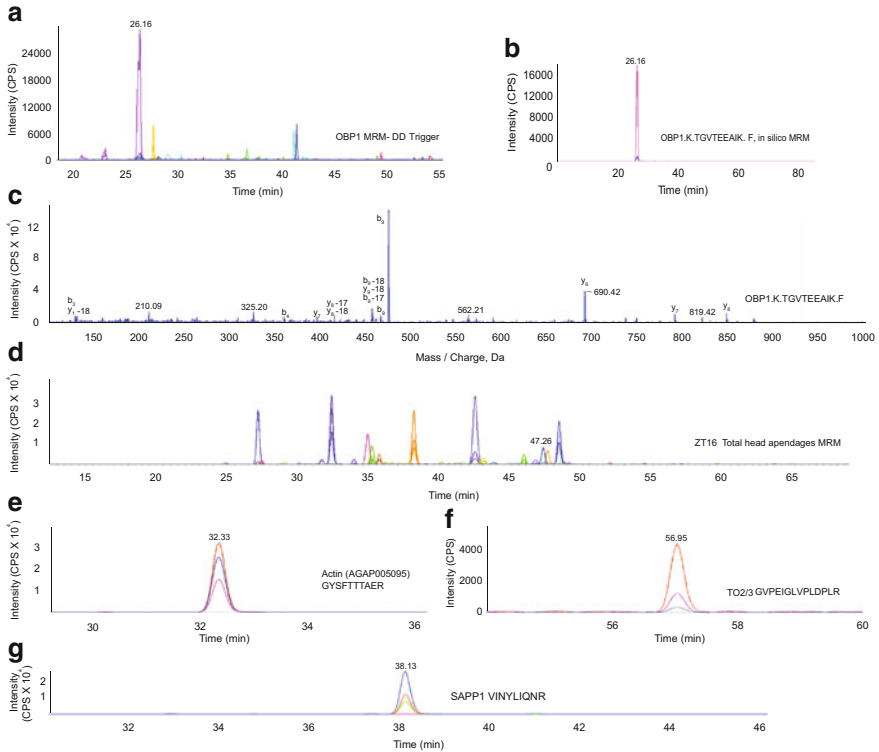 a
26.16
24000
18000
12000
6000
0
Intensity (CPS)
OBP1 MRM- DD Trigger
20 25 30 35 40 45 50 55
Time (min)
b
26.16
16000
12000
8000
4000
0
Intensity (CPS)
OBP1.K.TGVTEEAIK. F, in silico MRM
20 40 60 80
Time (min)
c
12
8
4
0
Intensity (CPS X 10⁴)
b₉
b₃
y₁-18
210.09
325.20
b₄
y₇
y₈-17
y₈-18
b₉-18
y₉-18
b₉-17
b₉
562.21
y₆
690.42
y₇
819.42
y₈
OBP1.K.TGVTEEAIK.F
150 200 250 300 350 400 450 500 550 600 650 700 750 800 850 900 950 1000
Mass / Charge, Da
d
3
2
1
Intensity (CPS X 10⁴)
47.26
ZT16 Total head apendages MRM
15 20 25 30 35 40 45 50 55 60 65
Time (min)
e
32.33
3
2
1
Intensity (CPS X 10⁴)
Actin (AGAP005095)
GYSFTTTAER
30 32 34 36
Time (min)
f
56.95
4000
2000
0
Intensity (CPS)
TO2/3 GVPEIGLVPLDPLR
56 58 60
Time (min)
g
38.13
2
1
Intensity
(CPS X 10⁴)
SAPP1 VINYLIQNR
32 34 36 38 40 42 44 46
Time (min)